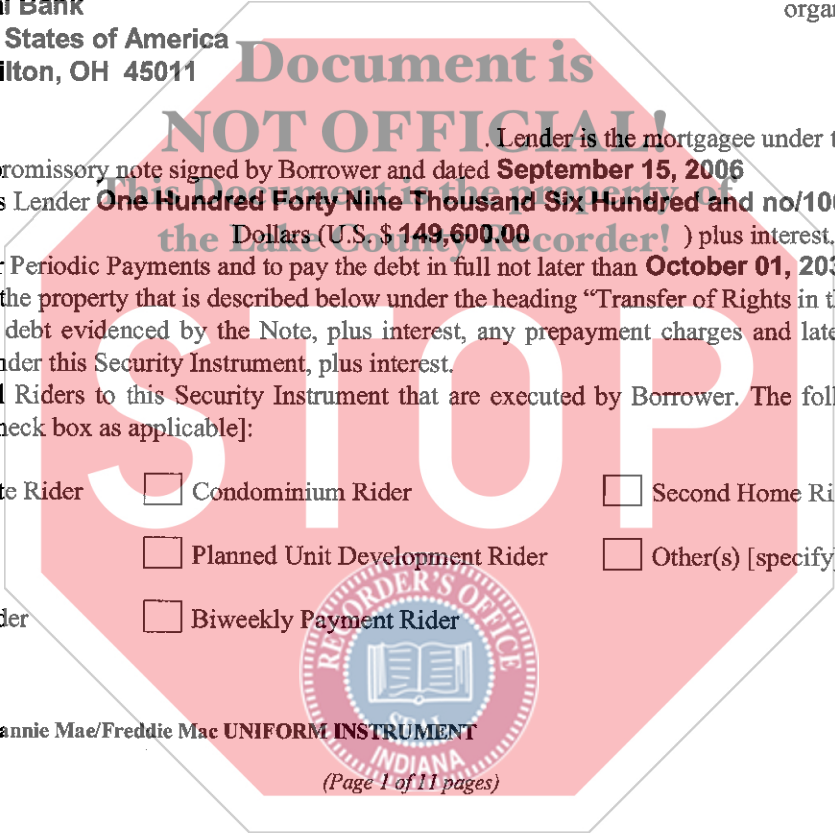 al Bank
organ
States of America
ilton, OH 45011
Document is
NOT OFFICIAL!
. Lender is the mortgagee under t
romissory note signed by Borrower and dated September 15, 2006
This Document is the property of
s Lender One Hundred Forty Nine Thousand Six Hundred and no/100
the Lake County Recorder!
Dollars (U.S. $ 149,600.00 ) plus interest.
r Periodic Payments and to pay the debt in full not later than October 01, 203
the property that is described below under the heading “Transfer of Rights in th
debt evidenced by the Note, plus interest, any prepayment charges and late
nder this Security Instrument, plus interest.
l Riders to this Security Instrument that are executed by Borrower. The foll
heck box as applicable]:
STOP
te Rider Condominium Rider Second Home Ri
Planned Unit Development Rider Other(s) [specify]
der Biweekly Payment Rider
RECORDER'S OFFICE
SEAL
INDIANA
annie Mae/Freddie Mac UNIFORM INSTRUMENT
(Page 1 of 11 pages)